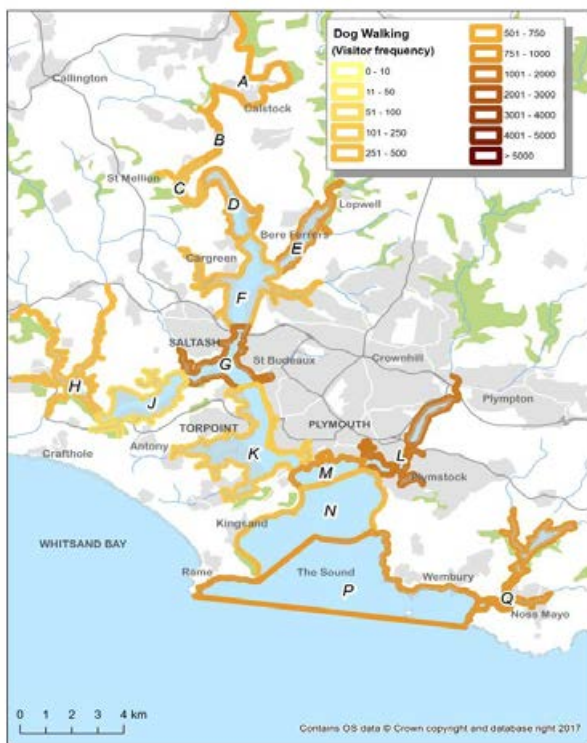 Dog Walking
(Visitor frequency)
0 - 10
11 - 50
51 - 100
101 - 250
251 - 500
501 - 750
751 - 1000
1001 - 2000
2001 - 3000
3001 - 4000
4001 - 5000
> 5000
Callington
A
Calstock
B
St Mellion
C
D
Lopwell
Bere Ferrers
E
Cargreen
F
SALTASH
G
St Budeaux
Crownhill
H
J
Plympton
TORPOINT
PLYMOUTH
Antony
K
L
Crafthole
M
Plymstock
N
Kingsand
WHITSAND BAY
Rame
The Sound
Wembury
P
Q
Noss Mayo
0 1 2 3 4 km
Contains OS data © Crown copyright and database right 2017